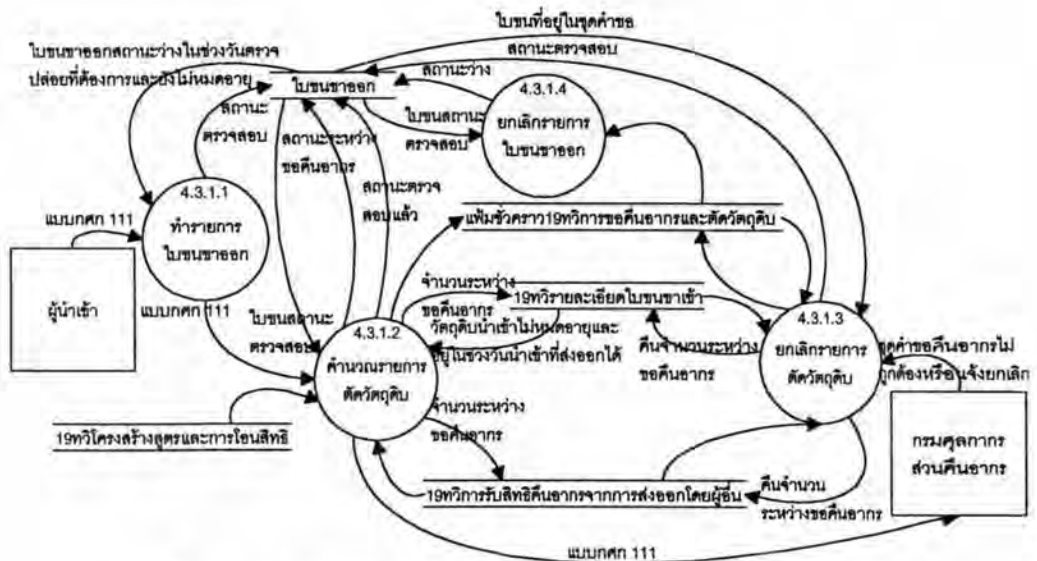 ใบขนที่อยู่ในชุดคำขอ
สถานะตรวจสอบ
ใบขนขาออกสถานะว่างในช่วงวันตรวจ
ปล่อยที่ต้องการและยังไม่หมดอายุ
สถานะว่าง
ใบขนขาออก
4.3.1.4
ยกเลิกรายการ
ใบขนขาออก
สถานะ
ตรวจสอบ
สถานะระหว่าง
ขอคืนอากร
ใบขนสถานะ
ตรวจสอบ
สถานะตรวจ
สอบแล้ว
4.3.1.1
ทำรายการ
ใบขนขาออก
แบบกศก 111
ผู้นำเข้า
แบบกศก 111
แฟ้มชั่วคราว19ทวิการขอคืนอากรและตัดวัตถุดิบ
จำนวนระหว่าง
ขอคืนอากร
19ทวิรายละเอียดใบขนขาเข้า
วัตถุดิบนำเข้าไม่หมดอายุและ
อยู่ในช่วงวันนำเข้าที่ส่งออกได้
ใบขนสถานะ
ตรวจสอบ
4.3.1.2
คำนวณรายการ
ตัดวัตถุดิบ
คืนจำนวนระหว่าง
ขอคืนอากร
4.3.1.3
ยกเลิกรายการ
ตัดวัตถุดิบ
ชุดคำขอคืนอากรไม่
ถูกต้องหรือแจ้งยกเลิก
กรมศุลกากร
ส่วนคืนอากร
19ทวิโครงสร้างสูตรและการโอนสิทธิ
จำนวนระหว่าง
ขอคืนอากร
19ทวิการรับสิทธิคืนอากรจากการส่งออกโดยผู้อื่น
คืนจำนวน
ระหว่างขอคืนอากร
แบบกศก 111